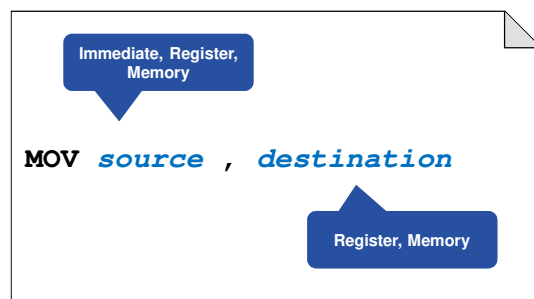 Immediate, Register,
Memory
MOV source , destination
Register, Memory